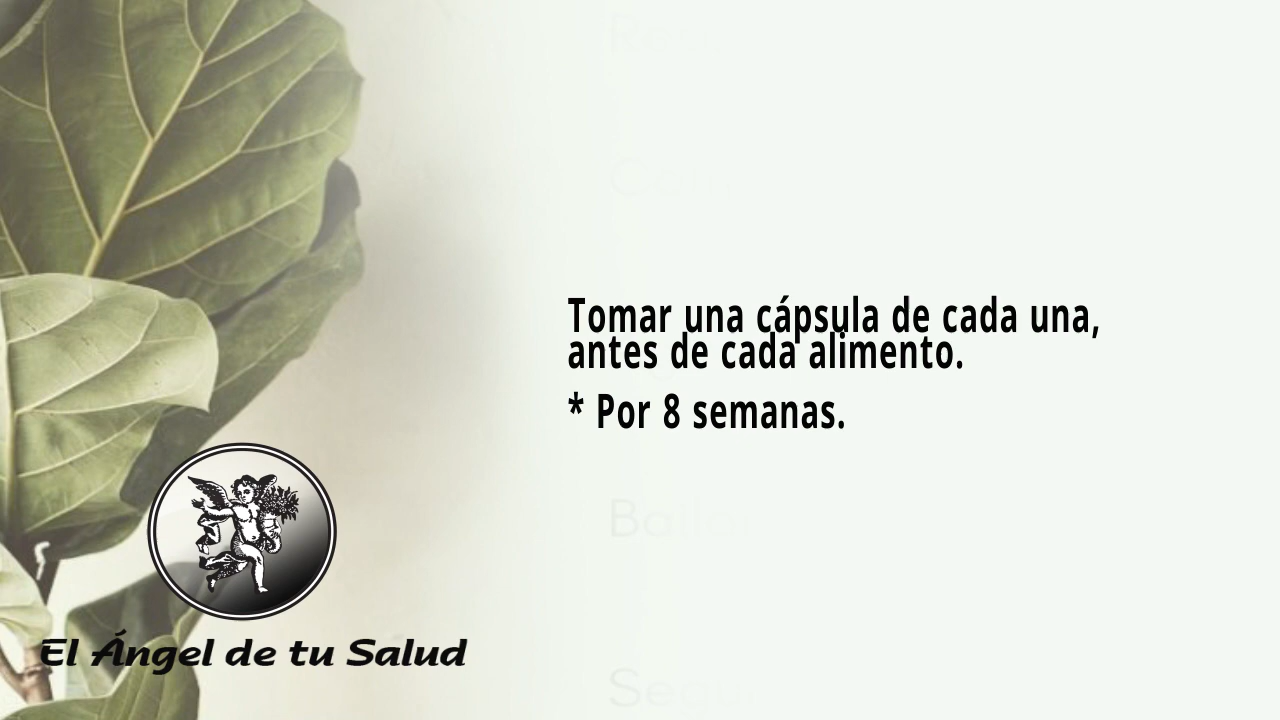 Tomar una cápsula de cada una,
antes de cada alimento.
* Por 8 semanas.
El Ángel de tu Salud